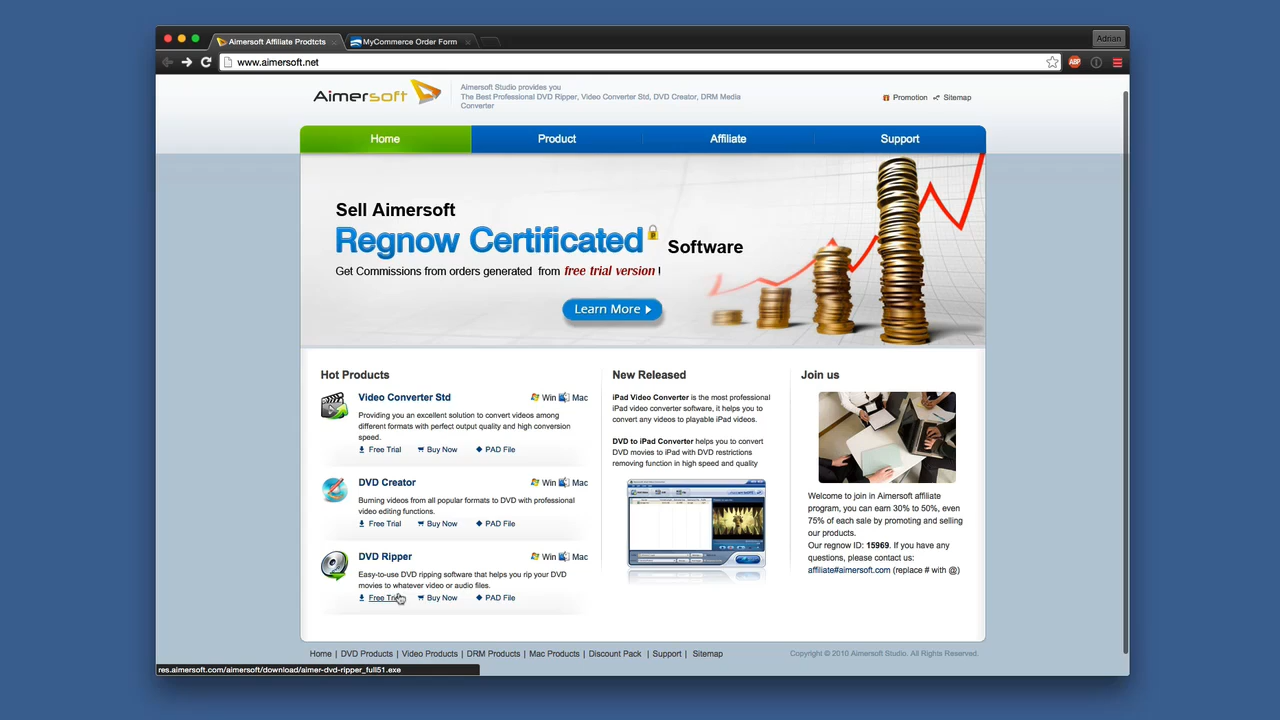 Aimersoft Affiliate Prodtcts
MyCommerce Order Form
Adrian
www.aimersoft.net
ABP
Aimersoft
Aimersoft Studio provides you
The Best Professional DVD Ripper, Video Converter Std, DVD Creator, DRM Media
Converter
Promotion
Sitemap
Home
Product
Affiliate
Support
Sell Aimersoft
Regnow Certificated Software
Get Commissions from orders generated from free trial version !
Learn More
Hot Products
Video Converter Std
Win Mac
Providing you an excellent solution to convert videos among
different formats with perfect output quality and high conversion
speed.
Free Trial Buy Now PAD File
DVD Creator
Win Mac
Burning videos from all popular formats to DVD with professional
video editing functions.
Free Trial Buy Now PAD File
DVD Ripper
Win Mac
Easy-to-use DVD ripping software that helps you rip your DVD
movies to whatever video or audio files.
Free Trial Buy Now PAD File
New Released
iPad Video Converter is the most professional
iPad video converter software, it helps you to
convert any videos to playable iPad videos.
DVD to iPad Converter helps you to convert
DVD movies to iPad with DVD restrictions
removing function in high speed and quality
Join us
Welcome to join in Aimersoft affiliate
program, you can earn 30% to 50%, even
75% of each sale by promoting and selling
our products.
Our regnow ID: 15969. If you have any
questions, please contact us:
affiliate#aimersoft.com (replace # with @)
Home | DVD Products | Video Products | DRM Products | Mac Products | Discount Pack | Support | Sitemap
Copyright © 2010 Aimersoft Studio. All Rights Reserved.
res.aimersoft.com/aimersoft/download/aimer-dvd-ripper_full51.exe